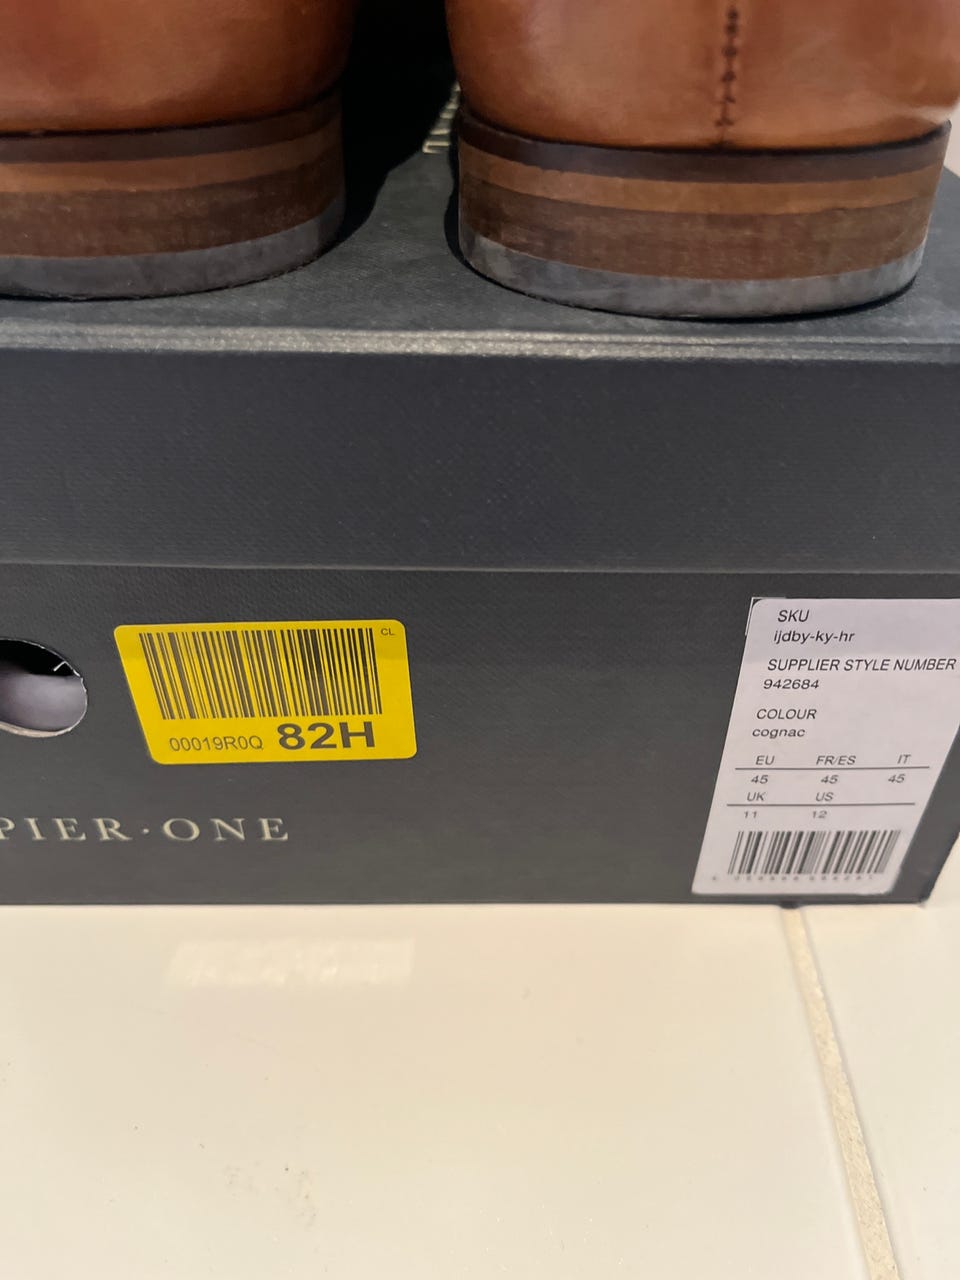 CL
00019R0Q 82H
PIER·ONE
SKU
ijdby-ky-hr
SUPPLIER STYLE NUMBER
942684
COLOUR
cognac
EU FR/ES IT
45 45 45
UK US
11 12